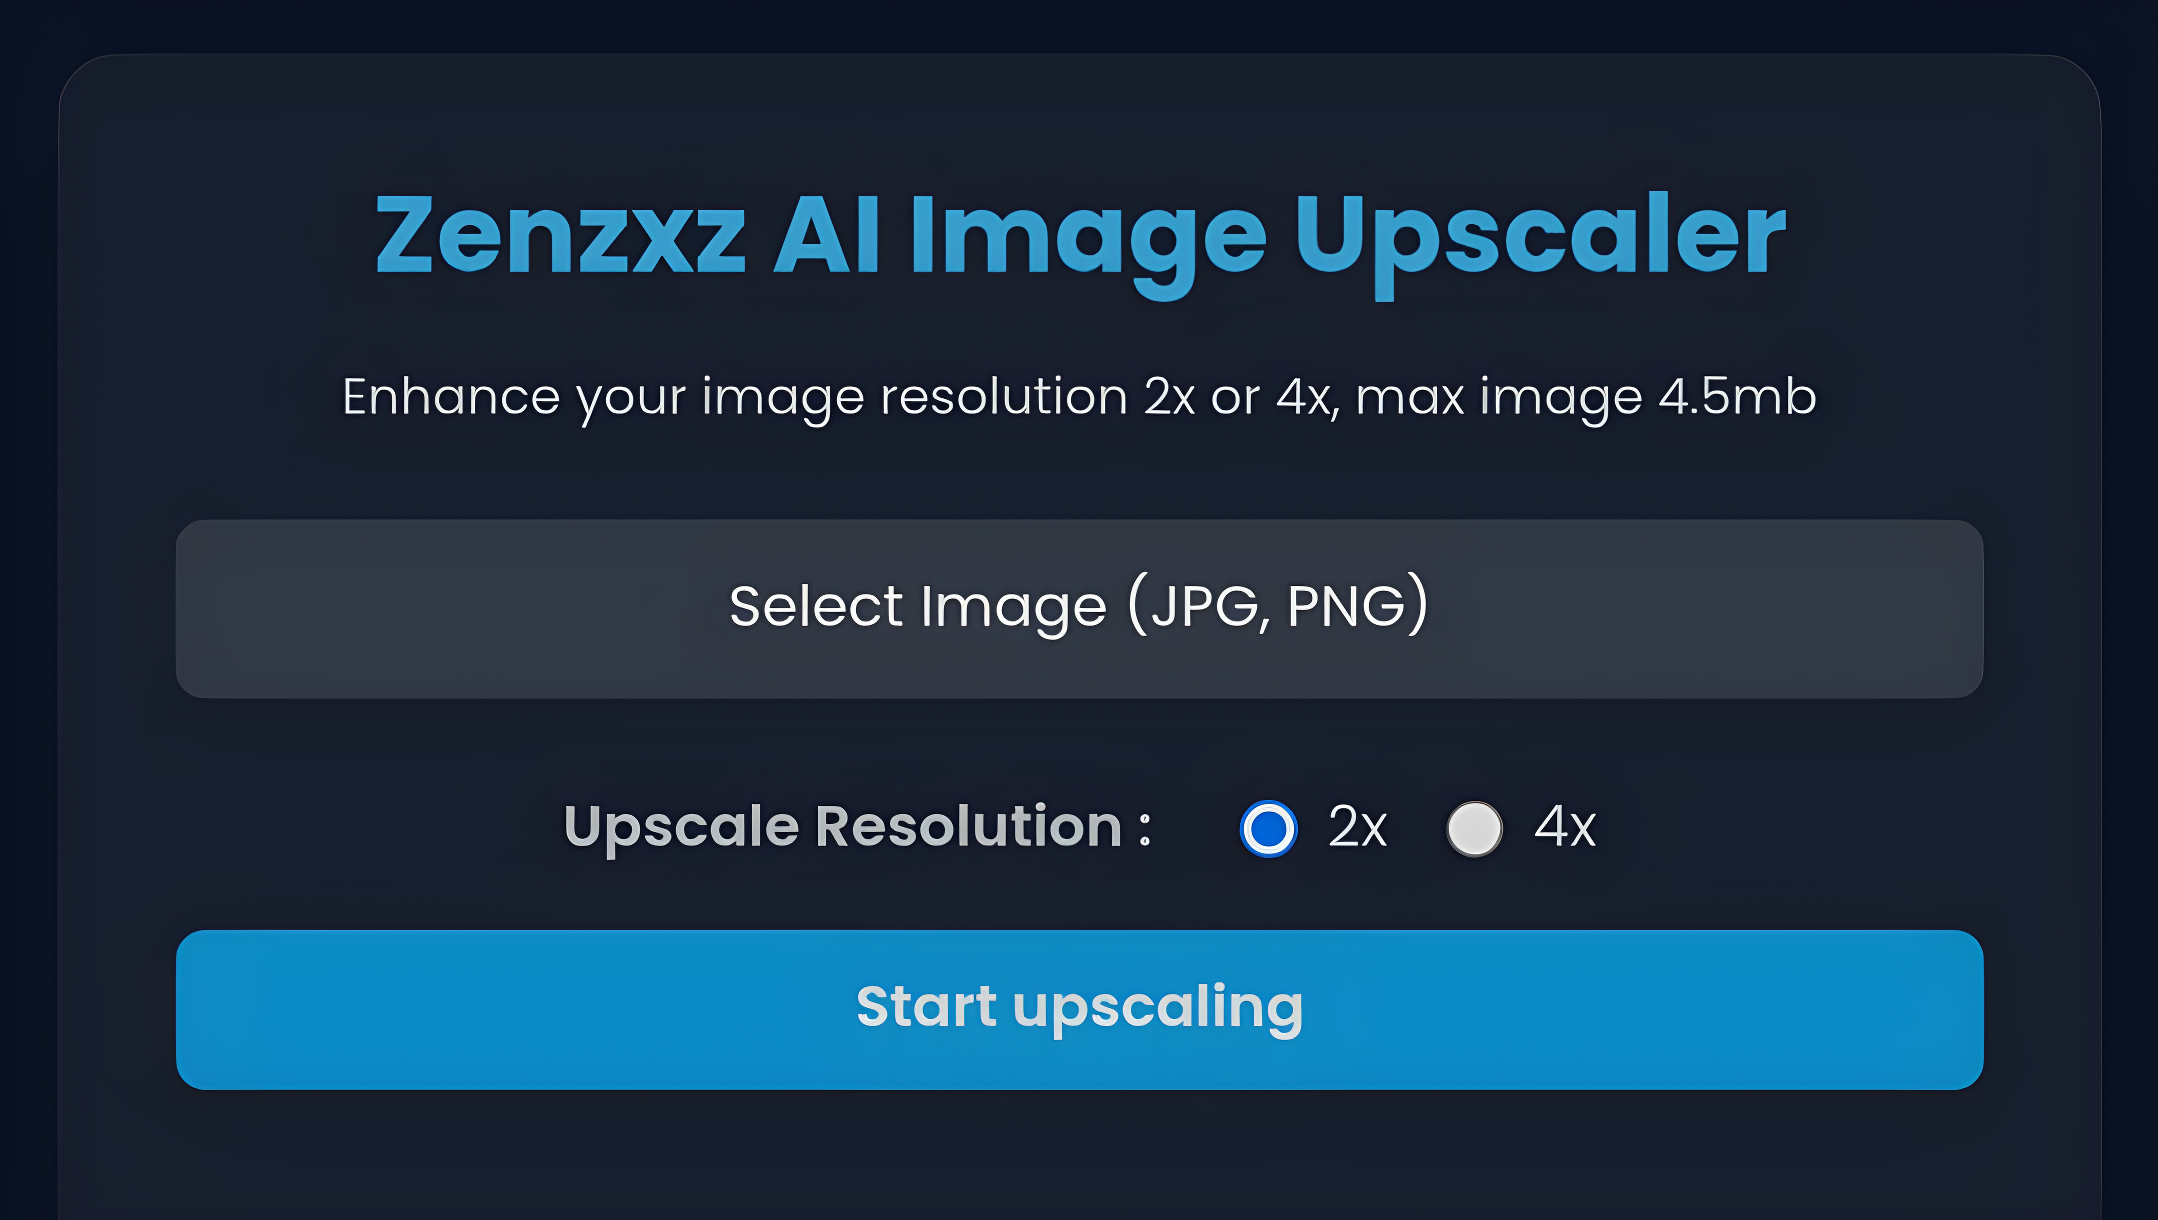 Zenzxz AI Image Upscaler
Enhance your image resolution 2x or 4x, max image 4.5mb
Select Image (JPG, PNG)
Upscale Resolution : 2x 4x
Start upscaling